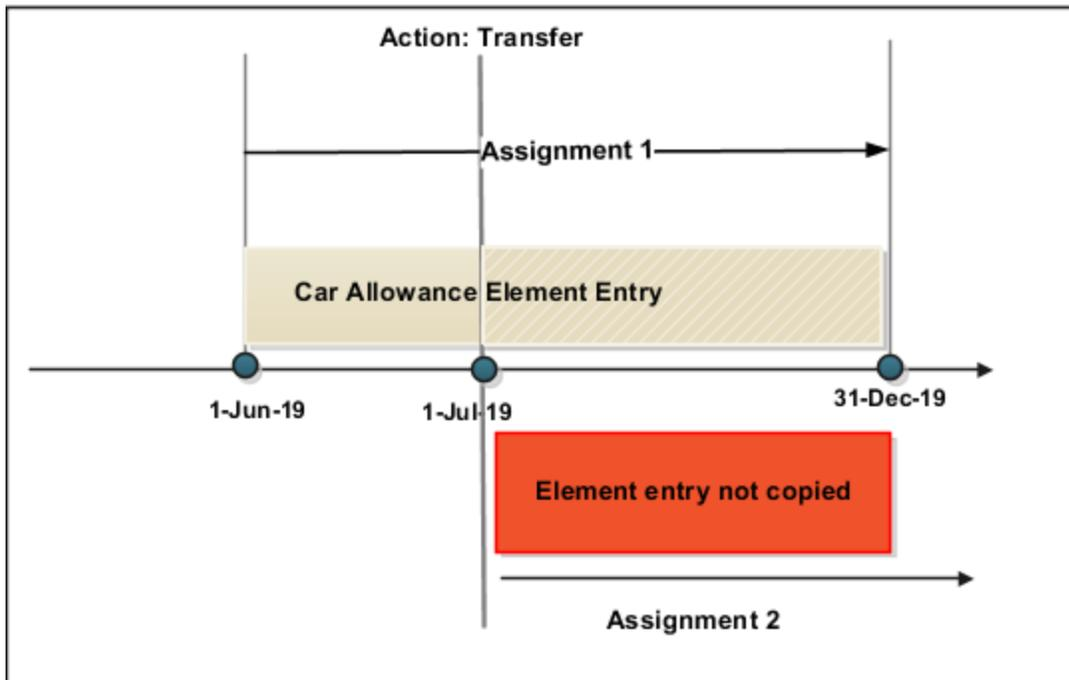 Action: Transfer
Assignment 1
Car Allowance Element Entry
1-Jun-19
1-Jul-19
31-Dec-19
Element entry not copied
Assignment 2